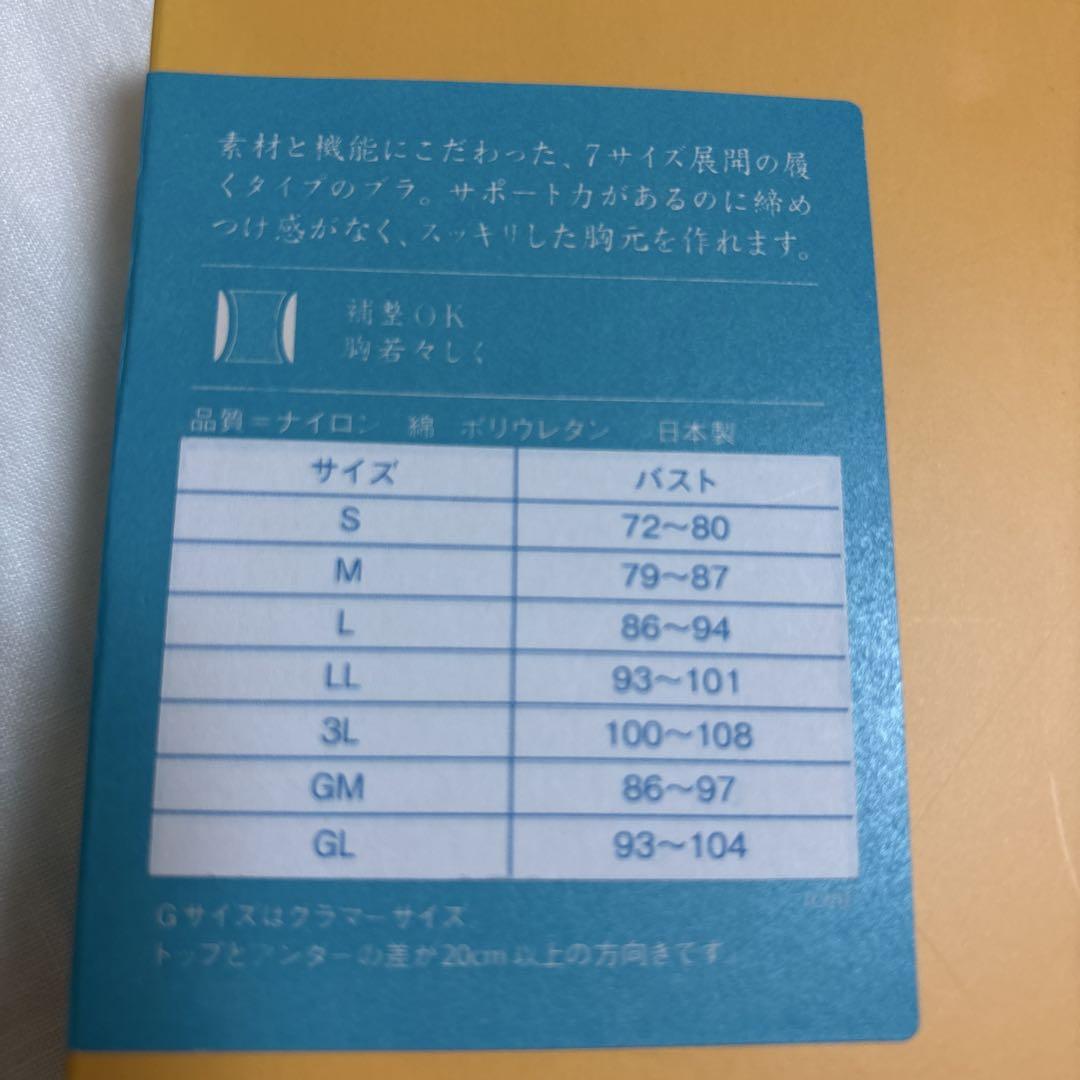 素材と機能にこだわった、7サイズ展開の履
くタイプのブラ。サポート力があるのに締め
つけ感がなく、スッキリした胸元を作れます。
補整OK
胸若々しく
品質＝ナイロン 綿 ポリウレタン 日本製
サイズ バスト
S 72〜80
M 79〜87
L 86〜94
LL 93〜101
3L 100〜108
GM 86〜97
GL 93〜104
Gサイズはグラマーサイズ
トップとアンダーの差が20cm以上の方向きです。